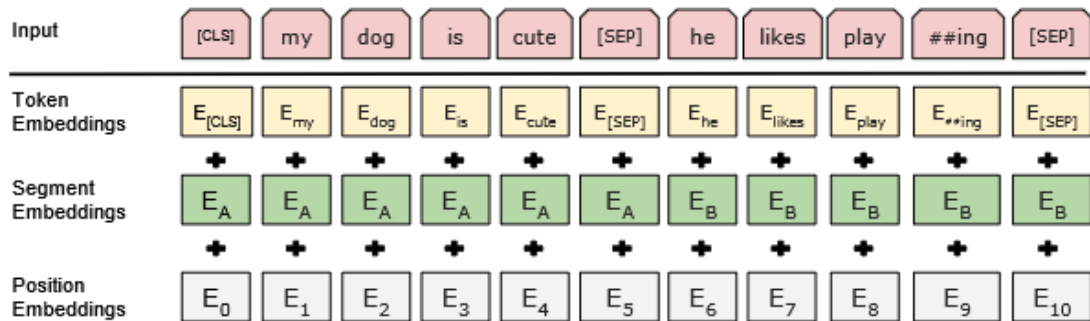 Input [CLS] my dog is cute [SEP] he likes play ##ing [SEP]
Token Embeddings E[CLS] Emy Edog Eis Ecute E[SEP] Ehe Elikes Eplay E##ing E[SEP]
+ + + + + + + + + + +
Segment Embeddings EA EA EA EA EA EA EB EB EB EB EB
+ + + + + + + + + + +
Position Embeddings E0 E1 E2 E3 E4 E5 E6 E7 E8 E9 E10